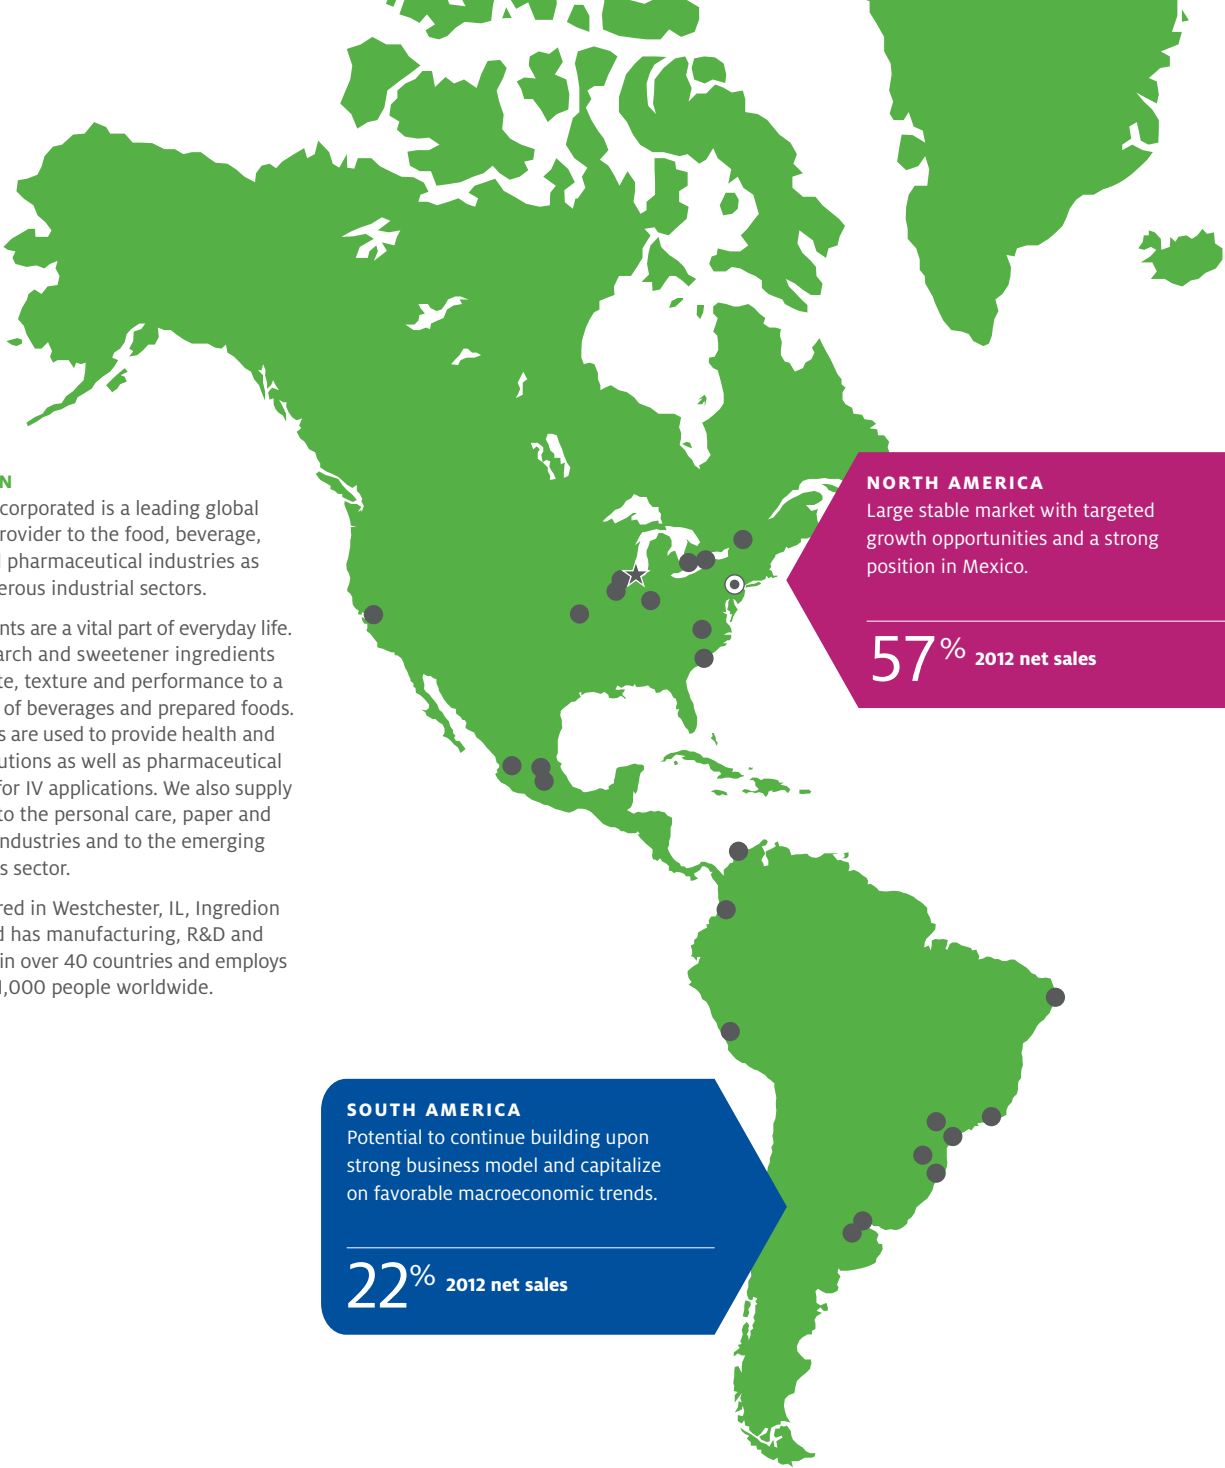 N
corporated is a leading global
rovider to the food, beverage,
pharmaceutical industries as
erous industrial sectors.
nts are a vital part of everyday life.
arch and sweetener ingredients
te, texture and performance to a
of beverages and prepared foods.
s are used to provide health and
utions as well as pharmaceutical
for IV applications. We also supply
to the personal care, paper and
ndustries and to the emerging
s sector.
red in Westchester, IL, Ingredion
d has manufacturing, R&D and
in over 40 countries and employs
1,000 people worldwide.
NORTH AMERICA
Large stable market with targeted
growth opportunities and a strong
position in Mexico.
57% 2012 net sales
SOUTH AMERICA
Potential to continue building upon
strong business model and capitalize
on favorable macroeconomic trends.
22% 2012 net sales